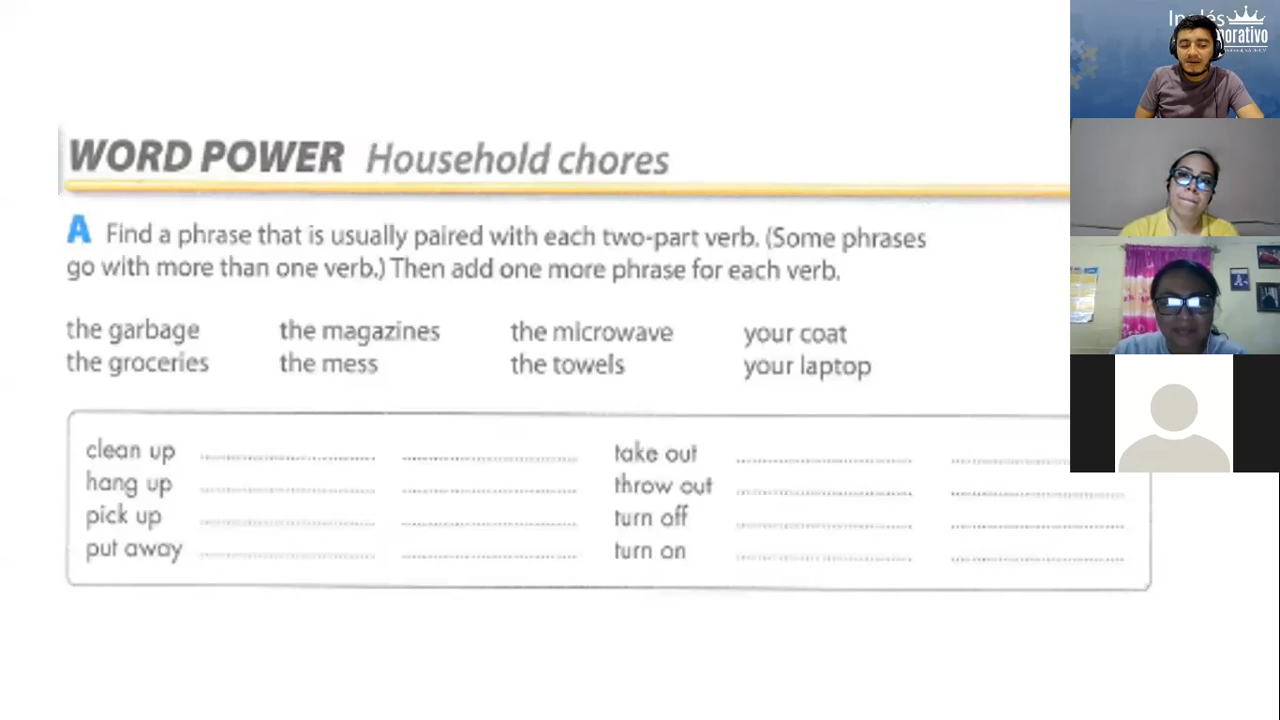 WORD POWER Household chores
A Find a phrase that is usually paired with each two-part verb. (Some phrases
go with more than one verb.) Then add one more phrase for each verb.
the garbage the magazines the microwave your coat
the groceries the mess the towels your laptop
clean up take out
hang up throw out
pick up turn off
put away turn on